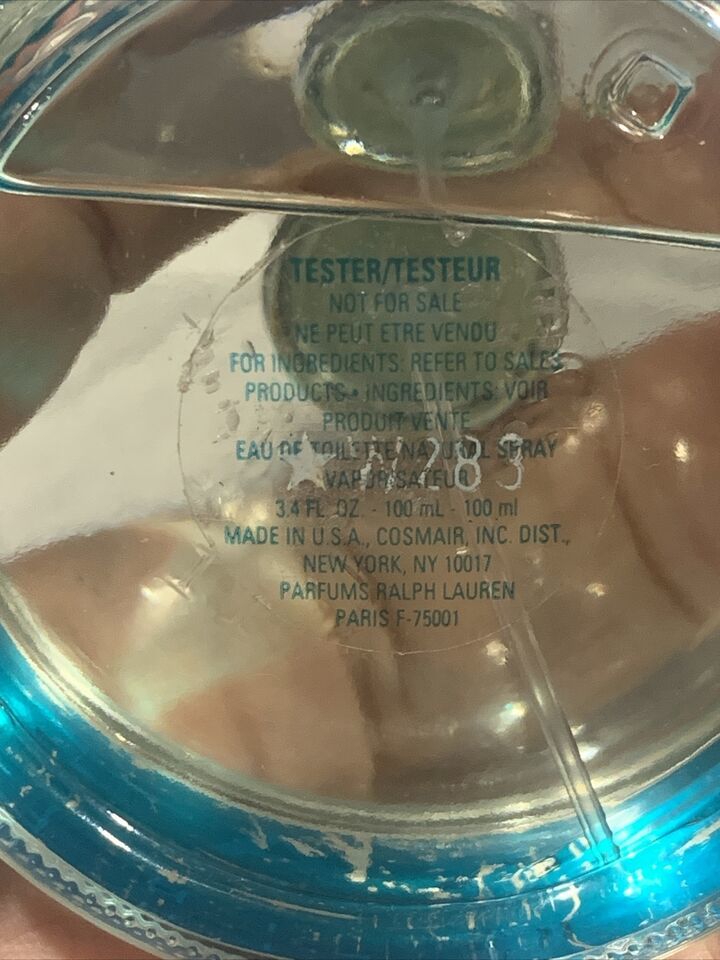 TESTER/TESTEUR
NOT FOR SALE
NE PEUT ETRE VENDU
FOR INGREDIENTS: REFER TO SALES
PRODUCTS • INGREDIENTS: VOIR
PRODUIT VENTE
EAU DE TOILETTE NATURAL SPRAY
VAPORISATEUR
3.4 FL. OZ. - 100 mL - 100 ml
MADE IN U.S.A., COSMAIR, INC. DIST.,
NEW YORK, NY 10017
PARFUMS RALPH LAUREN
PARIS F-75001